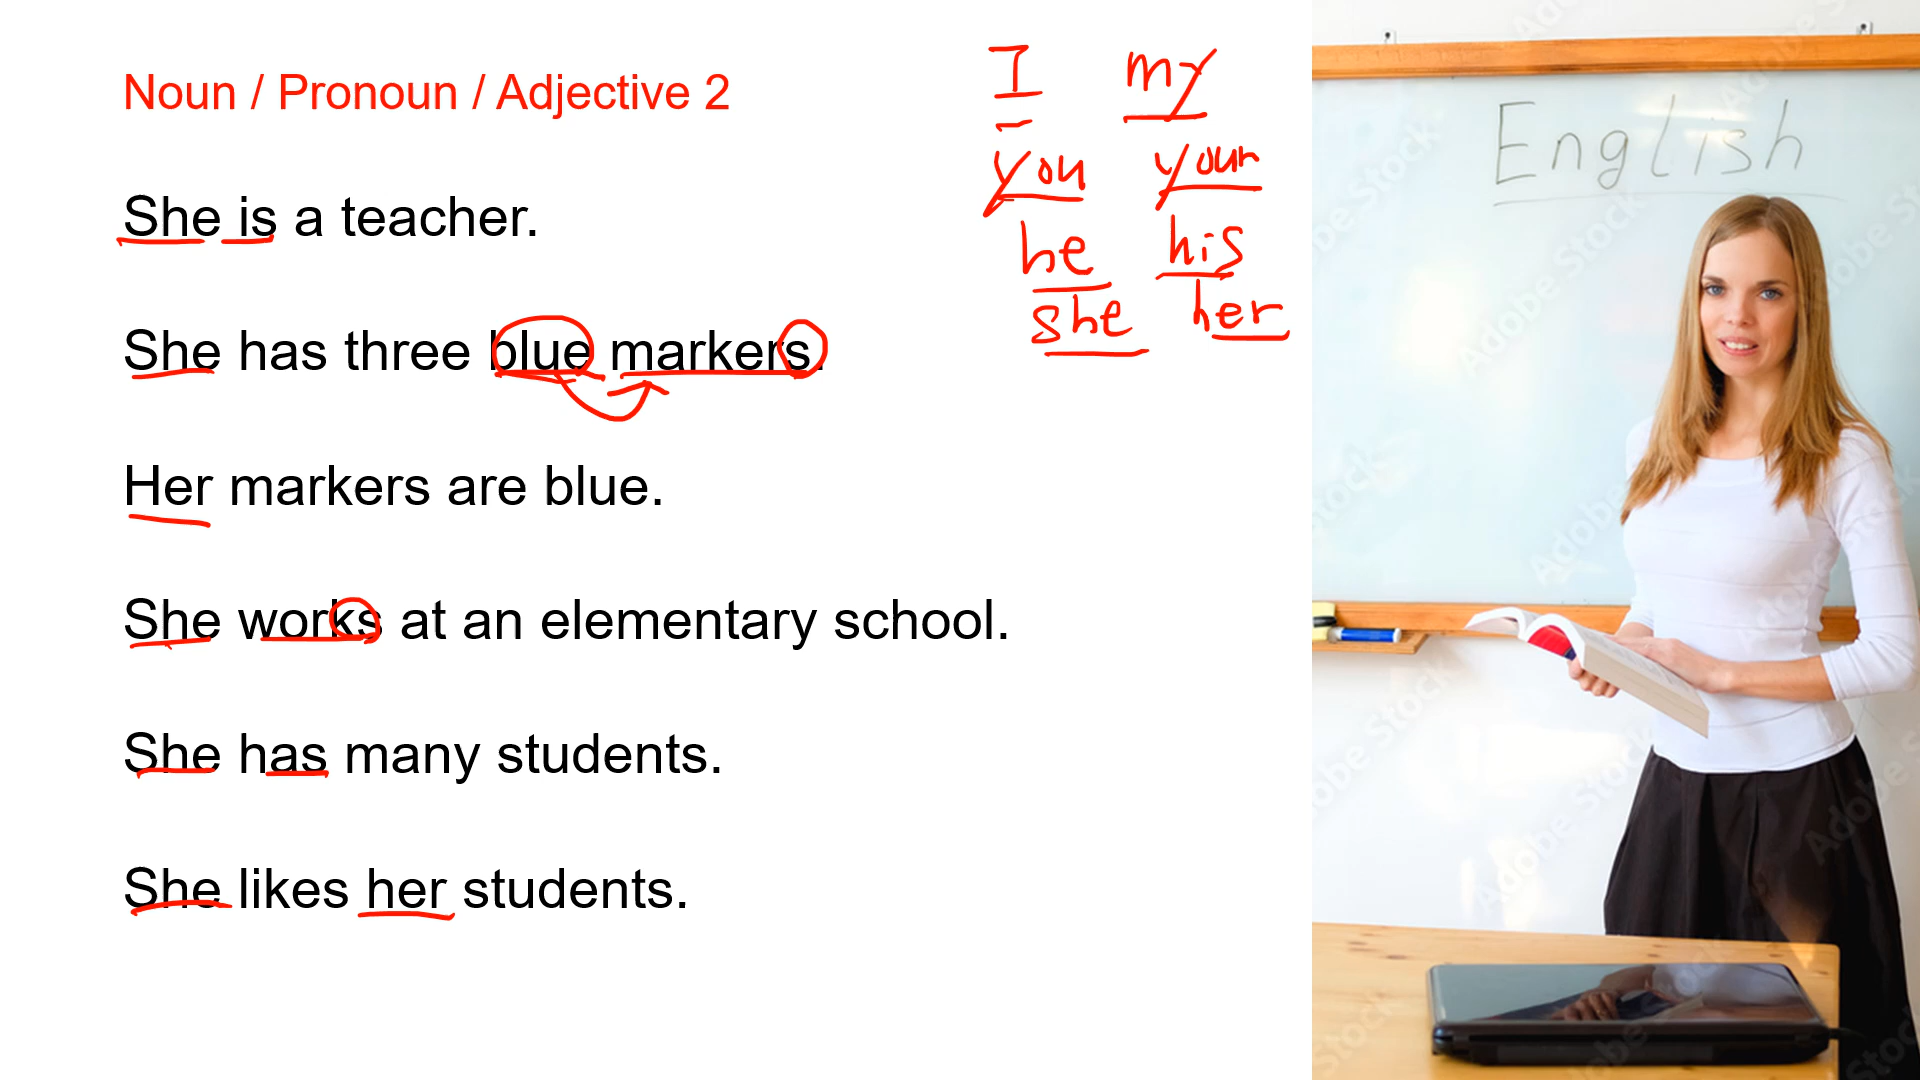 Noun / Pronoun / Adjective 2
She is a teacher.
She has three blue markers.
Her markers are blue.
She works at an elementary school.
She has many students.
She likes her students.
I my
you your
he his
she her
English
Adobe Stock